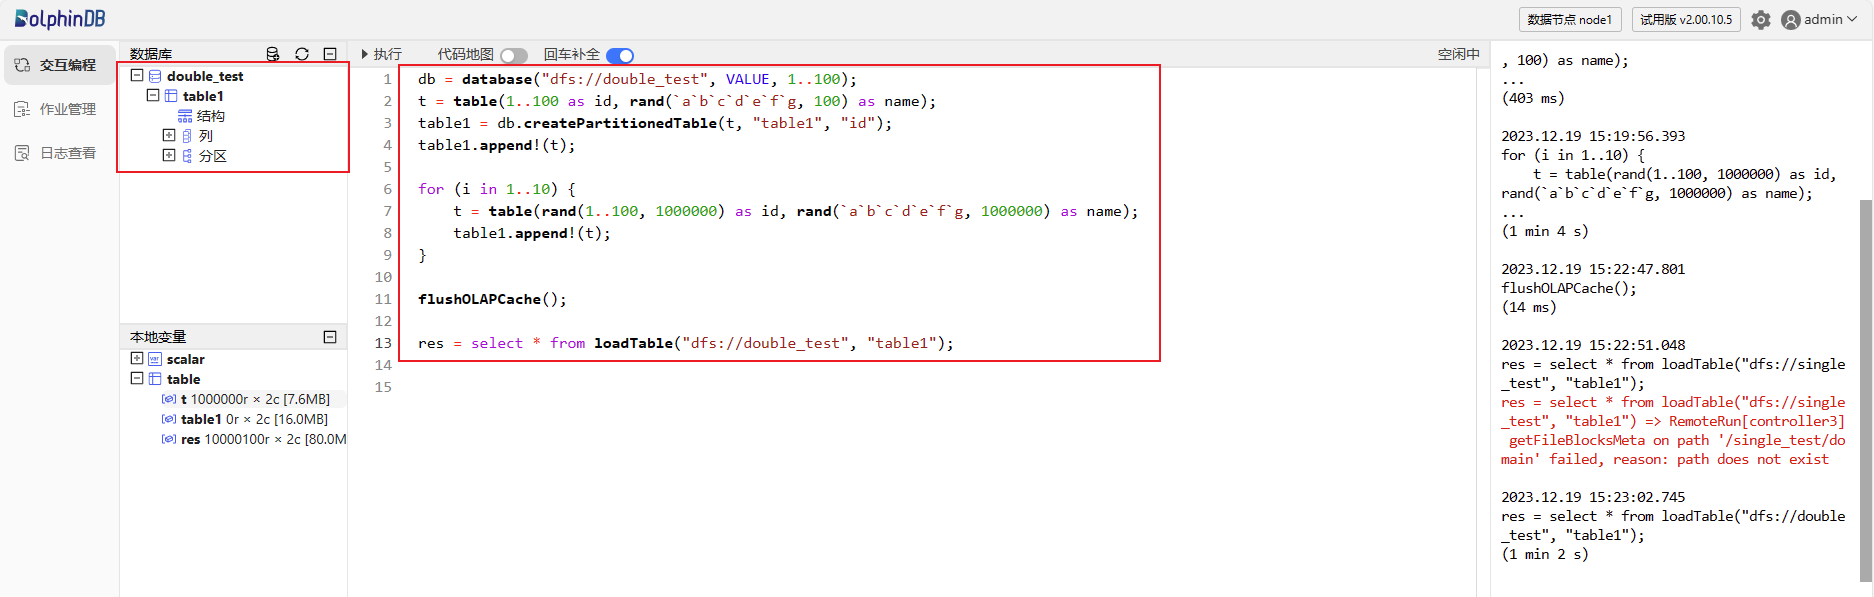 DolphinDB
数据节点 node1
试用版 v2.00.10.5
admin
交互编程
作业管理
日志查看
数据库
double_test
table1
结构
列
分区
本地变量
scalar
table
t 1000000r × 2c [7.6MB]
table1 0r × 2c [16.0MB]
res 10000100r × 2c [80.0M
执行
代码地图
回车补全
空闲中
1 db = database("dfs://double_test", VALUE, 1..100);
2 t = table(1..100 as id, rand(`a`b`c`d`e`f`g, 100) as name);
3 table1 = db.createPartitionedTable(t, "table1", "id");
4 table1.append!(t);
5
6 for (i in 1..10) {
7 t = table(rand(1..100, 1000000) as id, rand(`a`b`c`d`e`f`g, 1000000) as name);
8 table1.append!(t);
9 }
10
11 flushOLAPCache();
12
13 res = select * from loadTable("dfs://double_test", "table1");
14
15
, 100) as name);
...
(403 ms)
2023.12.19 15:19:56.393
for (i in 1..10) {
t = table(rand(1..100, 1000000) as id,
rand(`a`b`c`d`e`f`g, 1000000) as name);
...
(1 min 4 s)
2023.12.19 15:22:47.801
flushOLAPCache();
(14 ms)
2023.12.19 15:22:51.048
res = select * from loadTable("dfs://single
_test", "table1");
res = select * from loadTable("dfs://single
_test", "table1") => RemoteRun[controller3]
getFileBlocksMeta on path '/single_test/do
main' failed, reason: path does not exist
2023.12.19 15:23:02.745
res = select * from loadTable("dfs://double
_test", "table1");
(1 min 2 s)